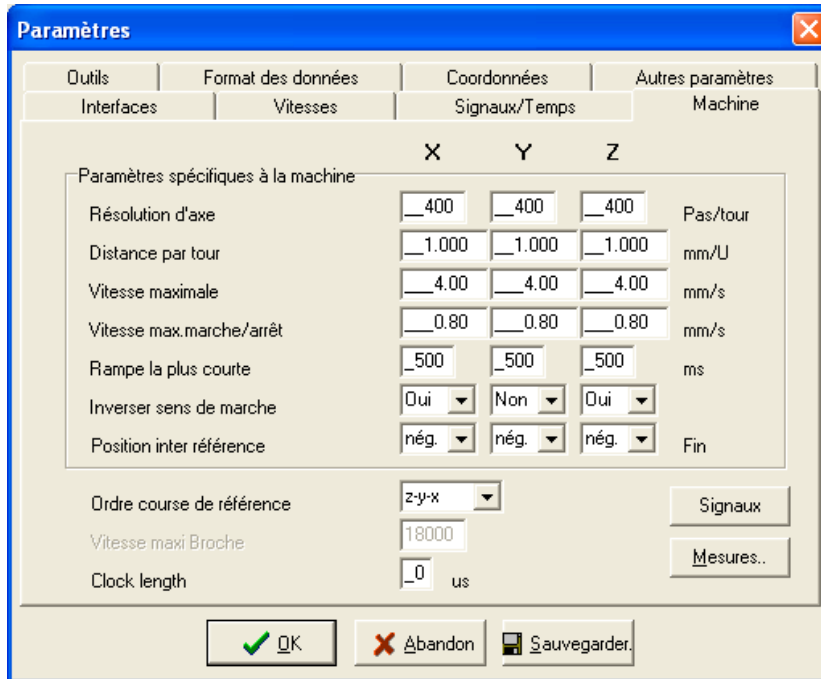 Paramètres
Outils Format des données Coordonnées Autres paramètres
Interfaces Vitesses Signaux/Temps Machine
X Y Z
Paramètres spécifiques à la machine
Résolution d'axe __400 __400 __400 Pas/tour
Distance par tour __1.000 __1.000 __1.000 mm/U
Vitesse maximale ___4.00 ___4.00 ___4.00 mm/s
Vitesse max.marche/arrêt ___0.80 ___0.80 ___0.80 mm/s
Rampe la plus courte _500 _500 _500 ms
Inverser sens de marche Oui Non Oui
Position inter référence nég. nég. nég. Fin
Ordre course de référence z-y-x Signaux
Vitesse maxi Broche 18000
Mesures..
Clock length _0 us
OK Abandon Sauvegarder.